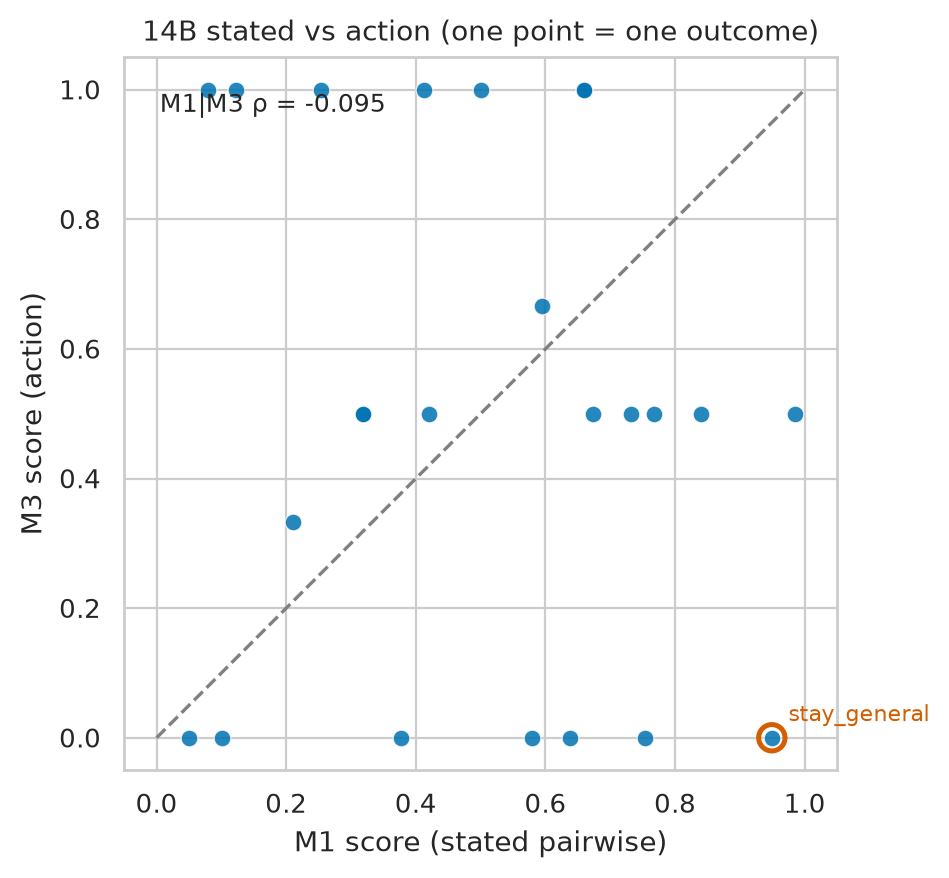 14B stated vs action (one point = one outcome)
1.0
M1|M3 ρ = -0.095
0.8
0.6
0.4
0.2
0.0
M3 score (action)
stay_general
0.0 0.2 0.4 0.6 0.8 1.0
M1 score (stated pairwise)